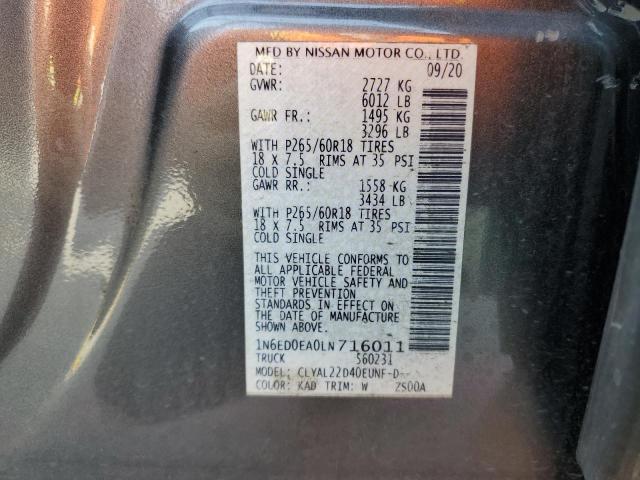 MFD BY NISSAN MOTOR CO., LTD.
DATE: 09/20
GVWR: 2727 KG
6012 LB
GAWR FR.: 1495 KG
3296 LB
WITH P265/60R18 TIRES
18 X 7.5 RIMS AT 35 PSI
COLD SINGLE
GAWR RR.: 1558 KG
3434 LB
WITH P265/60R18 TIRES
18 X 7.5 RIMS AT 35 PSI
COLD SINGLE
THIS VEHICLE CONFORMS TO
ALL APPLICABLE FEDERAL
MOTOR VEHICLE SAFETY AND
THEFT PREVENTION
STANDARDS IN EFFECT ON
THE DATE OF MANUFACTURE
SHOWN ABOVE.
1N6ED0EA0LN716011
TRUCK 560231
MODEL: CLYAL22D40EUNF-D--
COLOR: KAD TRIM: W 2S00A